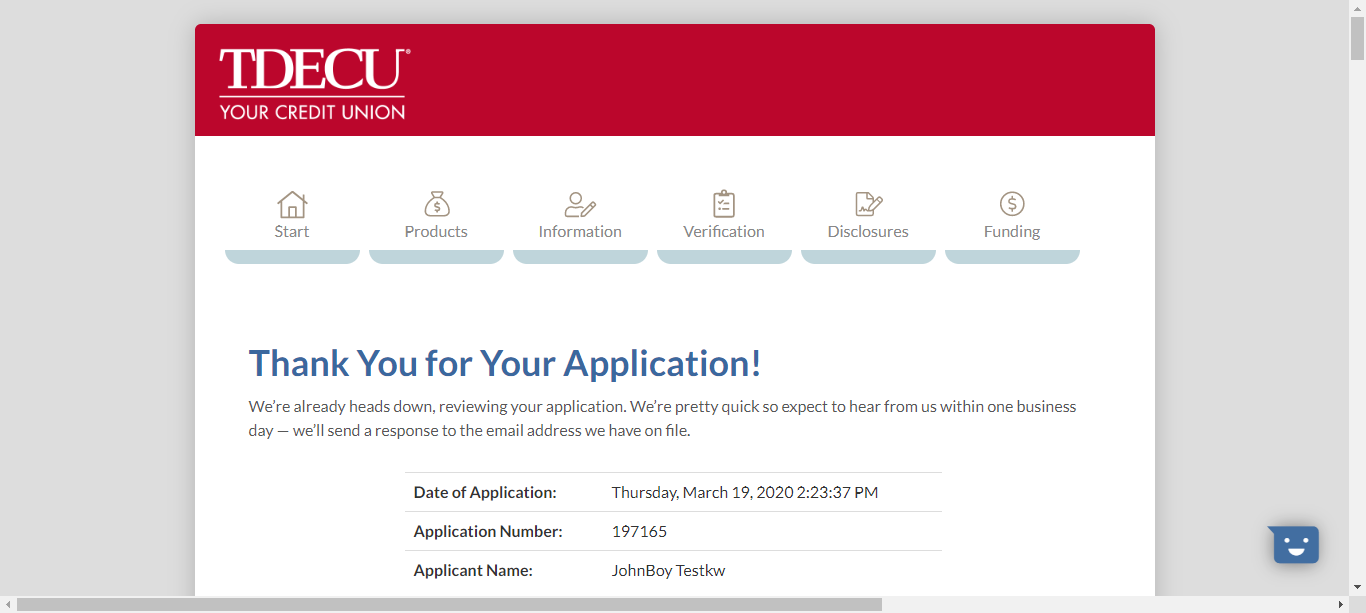 TDECU®
YOUR CREDIT UNION
Start
Products
Information
Verification
Disclosures
Funding
Thank You for Your Application!
We’re already heads down, reviewing your application. We’re pretty quick so expect to hear from us within one business
day — we’ll send a response to the email address we have on file.
Date of Application: Thursday, March 19, 2020 2:23:37 PM
Application Number: 197165
Applicant Name: JohnBoy Testkw